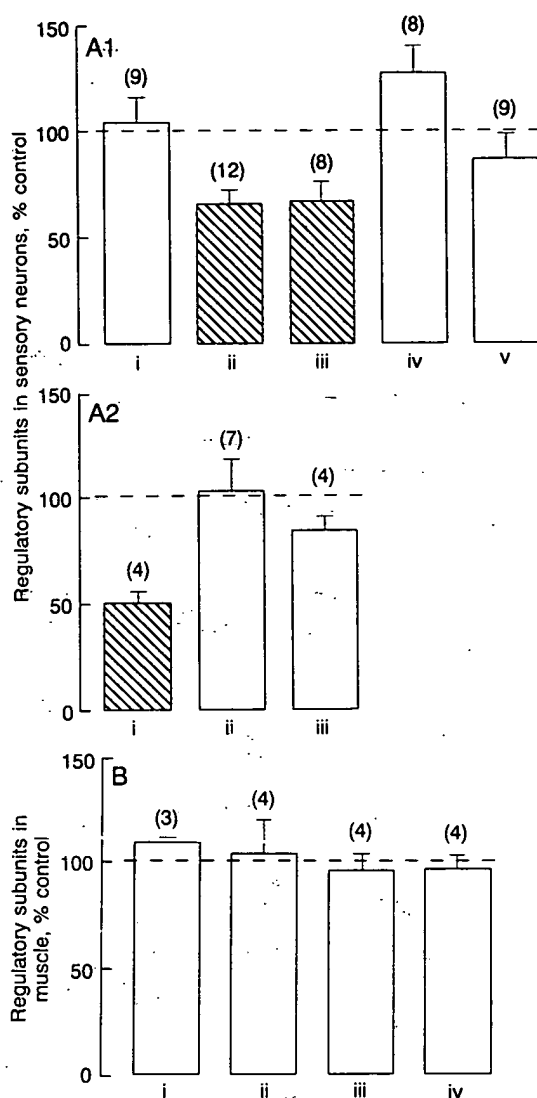 Regulatory subunits in sensory neurons, % control
A1
150
100
50
0
(9)
(12)
(8)
(8)
(9)
i
ii
iii
iv
v
A2
150
100
50
0
(4)
(7)
(4)
i
ii
iii
Regulatory subunits in
muscle, % control
B
150
100
50
0
(3)
(4)
(4)
(4)
i
ii
iii
iv